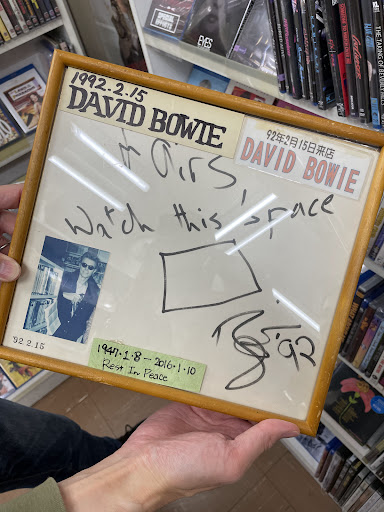 1992.2.15
DAVID BOWIE
92年2月15日来店
DAVID BOWIE
Watch this space
'92
'92.2.15
1947・1・8-2016・1・10
Rest In Peace
EYES